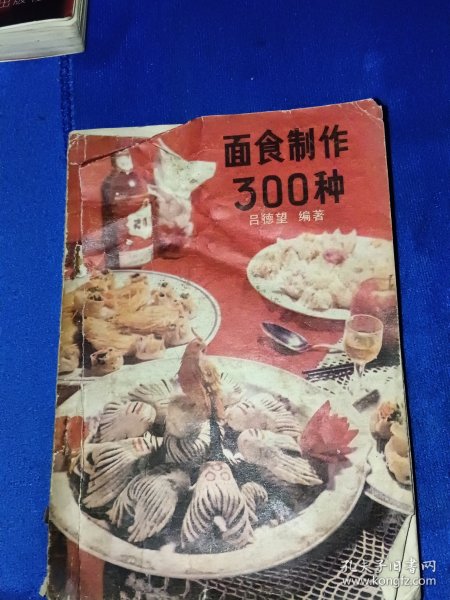 面食制作
300种
吕德望 编著
孔夫子旧书网
www.kongfz.com